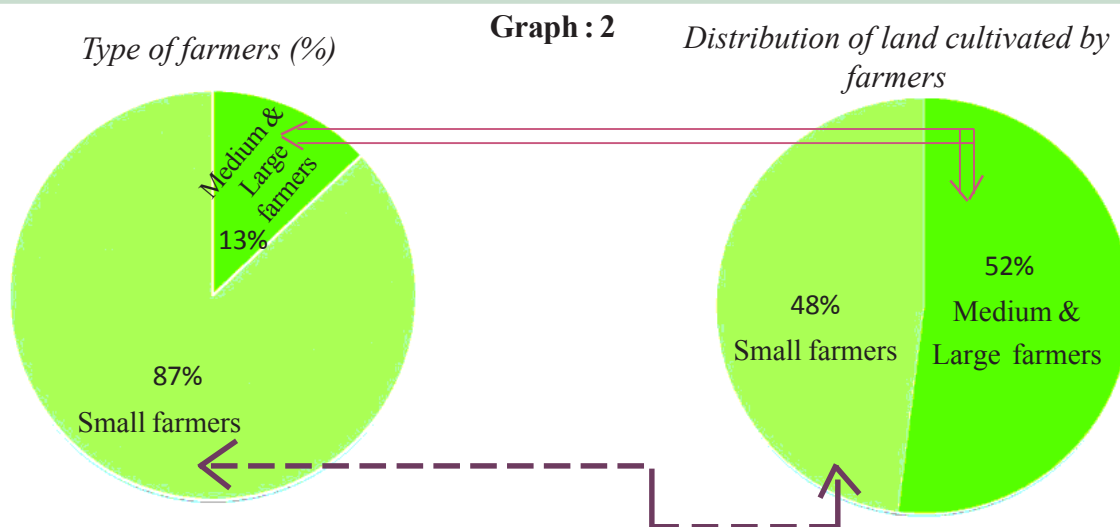 Graph : 2
Type of farmers (%)
Distribution of land cultivated by
farmers
Medium &
Large
farmers
13%
87%
Small farmers
48%
Small farmers
52%
Medium &
Large farmers